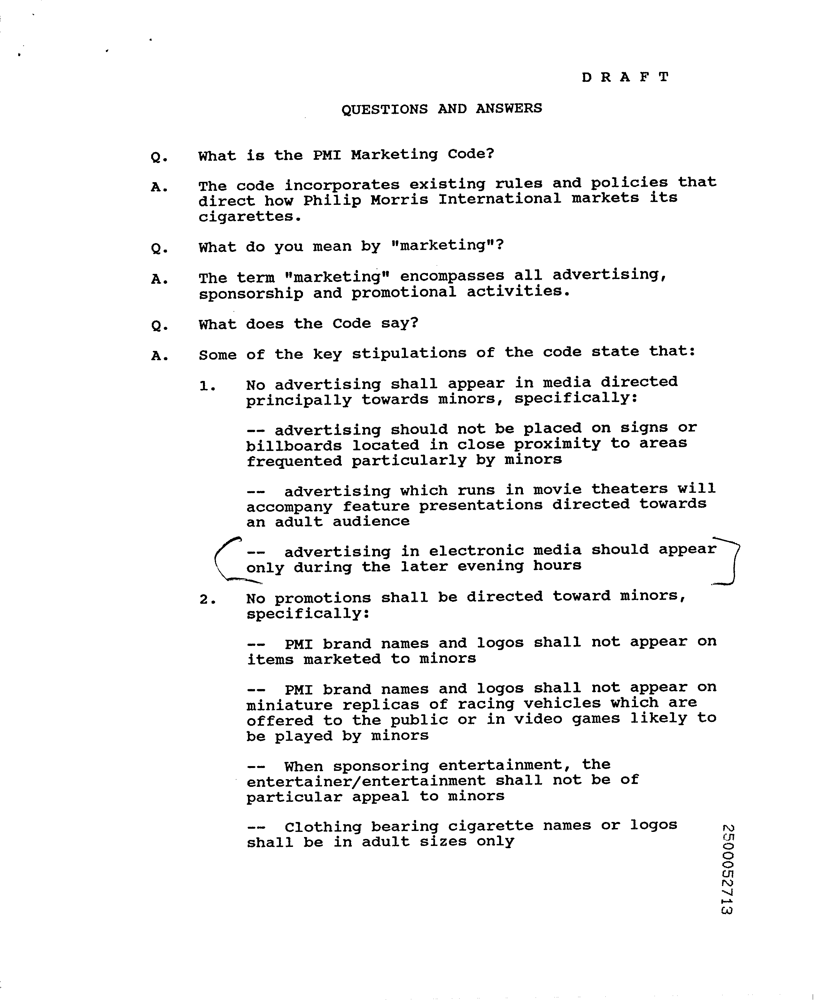 D R A F T
QUESTIONS AND ANSWERS
Q. What is the PMI Marketing Code?
A. The code incorporates existing rules and policies that
direct how Philip Morris International markets its
cigarettes.
Q. What do you mean by "marketing"?
A. The term "marketing" encompasses all advertising,
sponsorship and promotional activities.
Q. What does the Code say?
A. Some of the key stipulations of the code state that:
1. No advertising shall appear in media directed
principally towards minors, specifically:
-- advertising should not be placed on signs or
billboards located in close proximity to areas
frequented particularly by minors
-- advertising which runs in movie theaters will
accompany feature presentations directed towards
an adult audience
-- advertising in electronic media should appear
only during the later evening hours
2. No promotions shall be directed toward minors,
specifically:
-- PMI brand names and logos shall not appear on
items marketed to minors
-- PMI brand names and logos shall not appear on
miniature replicas of racing vehicles which are
offered to the public or in video games likely to
be played by minors
-- When sponsoring entertainment, the
entertainer/entertainment shall not be of
particular appeal to minors
-- Clothing bearing cigarette names or logos
shall be in adult sizes only
2500052713